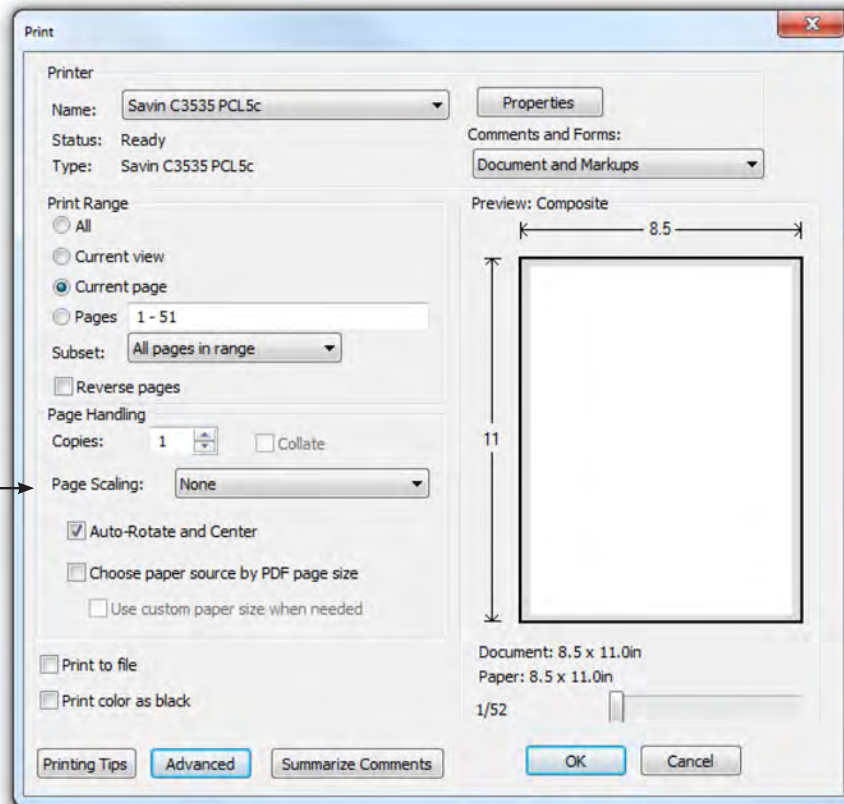 Print
Printer
Name: Savin C3535 PCL5c
Properties
Status: Ready
Comments and Forms:
Type: Savin C3535 PCL5c
Document and Markups
Print Range
All
Current view
Current page
Pages 1 - 51
Subset: All pages in range
Reverse pages
Page Handling
Copies: 1 Collate
Page Scaling: None
Auto-Rotate and Center
Choose paper source by PDF page size
Use custom paper size when needed
Preview: Composite
8.5
11
Document: 8.5 x 11.0in
Paper: 8.5 x 11.0in
1/52
Print to file
Print color as black
Printing Tips Advanced Summarize Comments OK Cancel